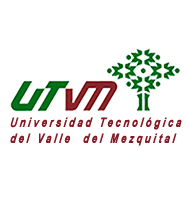 UTVM
Universidad Tecnológica
del Valle del Mezquital